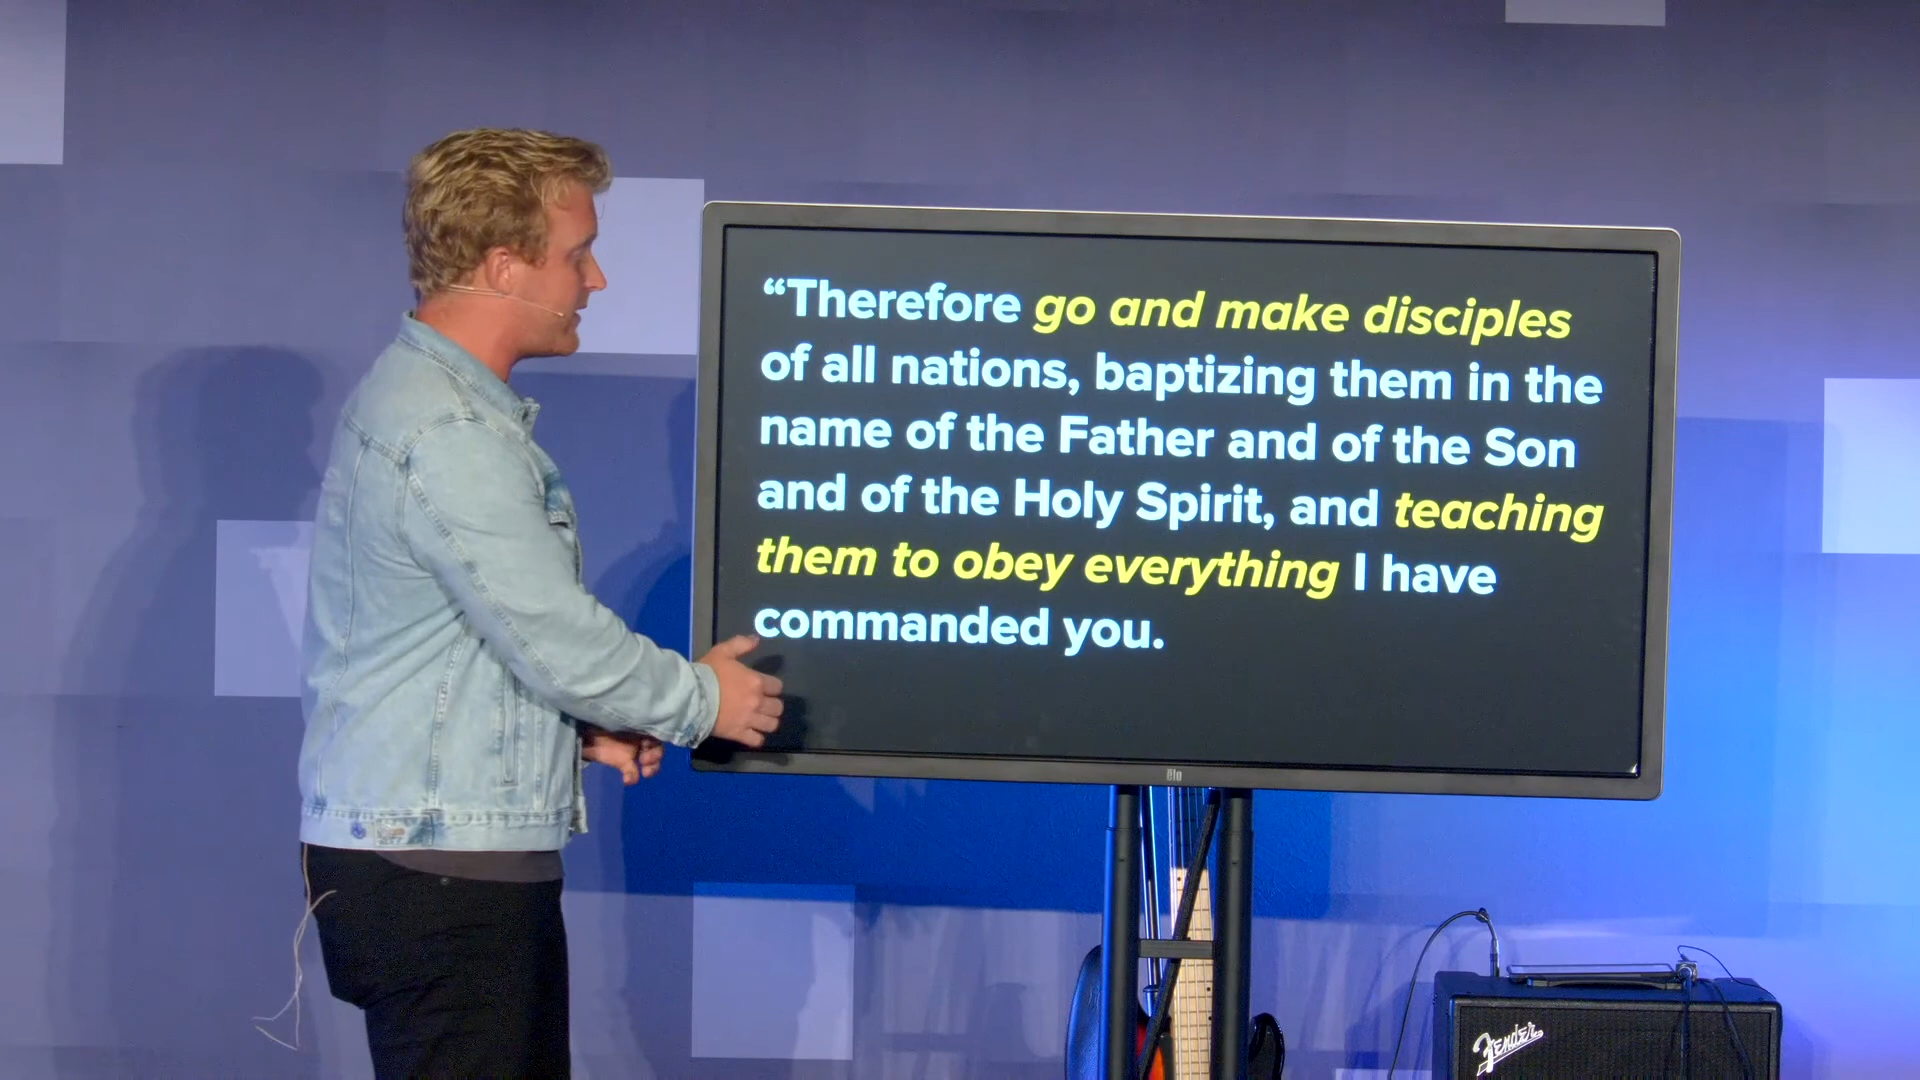 “Therefore go and make disciples
of all nations, baptizing them in the
name of the Father and of the Son
and of the Holy Spirit, and teaching
them to obey everything I have
commanded you.
elo
Fender